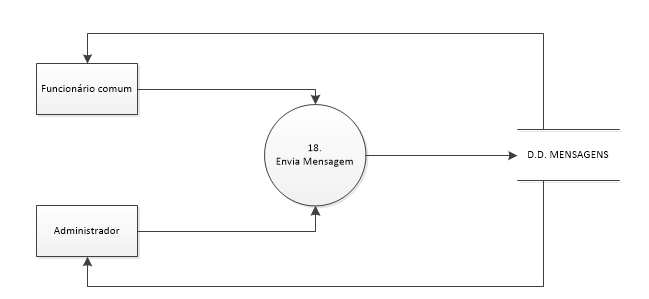 Funcionário comum
18.
Envia Mensagem
D.D. MENSAGENS
Administrador